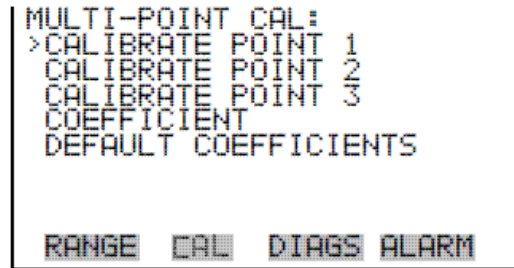 MULTI-POINT CAL:
>CALIBRATE POINT 1
CALIBRATE POINT 2
CALIBRATE POINT 3
COEFFICIENT
DEFAULT COEFFICIENTS
RANGE CAL DIAGS ALARM